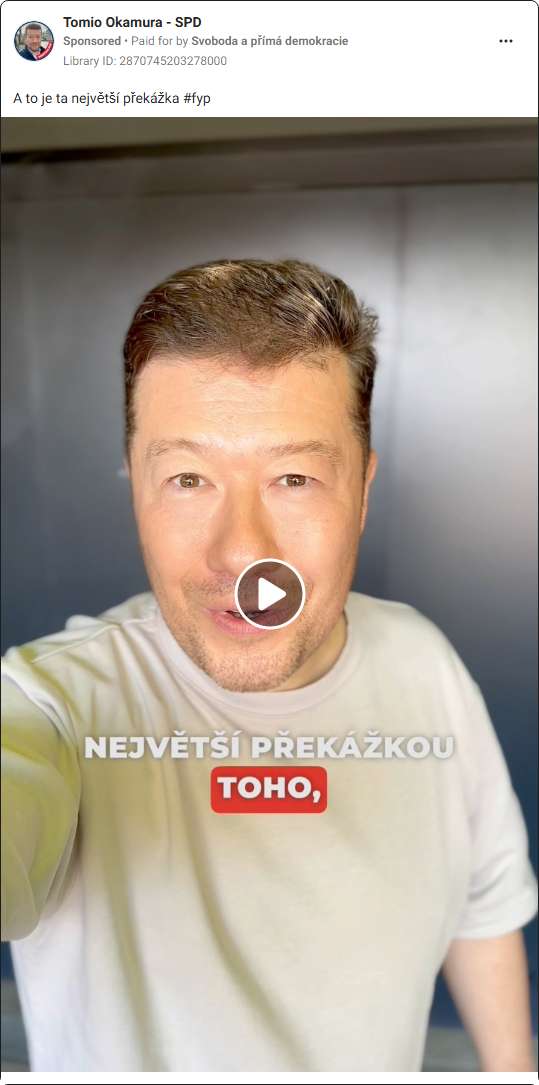 Tomio Okamura - SPD
Sponsored • Paid for by Svoboda a přímá demokracie
Library ID: 2870745203278000
A to je ta největší překážka #fyp
NEJVĚTŠÍ PŘEKÁŽKOU
TOHO,